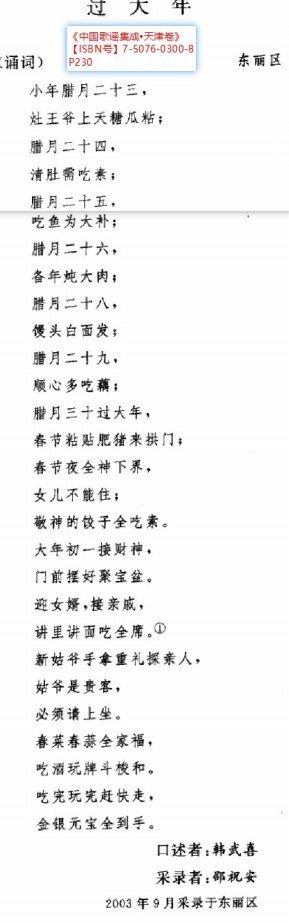 过大年
《中国歌谣集成•天津卷》
【ISBN号】7-5076-0300-8
P230
(诵词)
东丽区
小年腊月二十三,
灶王爷上天糖瓜粘;
腊月二十四,
清肚需吃素;
腊月二十五,
吃鱼为大补;
腊月二十六,
备年炖大肉;
腊月二十八,
馒头白面发;
腊月二十九,
顺心多吃藕;
腊月三十过大年,
春节粘贴肥猪来拱门;
春节夜全神下界,
女儿不能住;
敬神的饺子全吃素。
大年初一接财神,
门前摆好聚宝盆。
迎女婿,接亲戚,
讲里讲面吃全席。①
新姑爷手拿重礼探亲人,
姑爷是贵客,
必须请上坐。
春菜春蒜全家福,
吃酒玩牌斗梭和。
吃完玩完赶快走,
金银元宝全到手。
口述者:韩武喜
采录者:邵祝安
2003年9月采录于东丽区